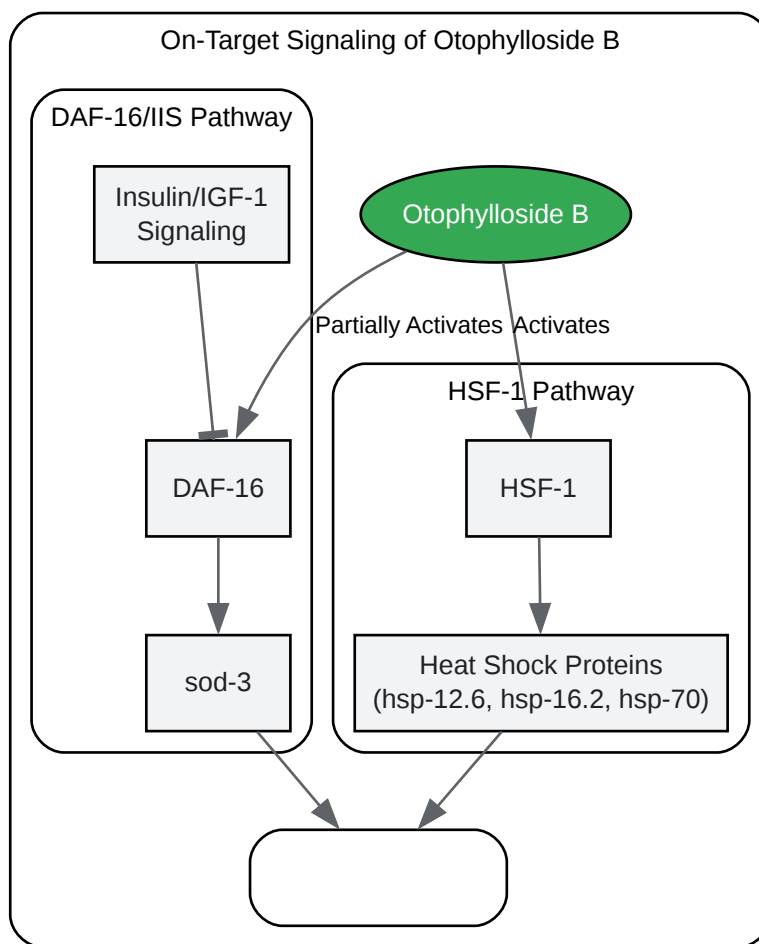 On-Target Signaling of Otophylloside B
DAF-16/IIS Pathway
Insulin/IGF-1
Signaling
Otophylloside B
Partially Activates
Activates
HSF-1 Pathway
DAF-16
HSF-1
sod-3
Heat Shock Proteins
(hsp-12.6, hsp-16.2, hsp-70)